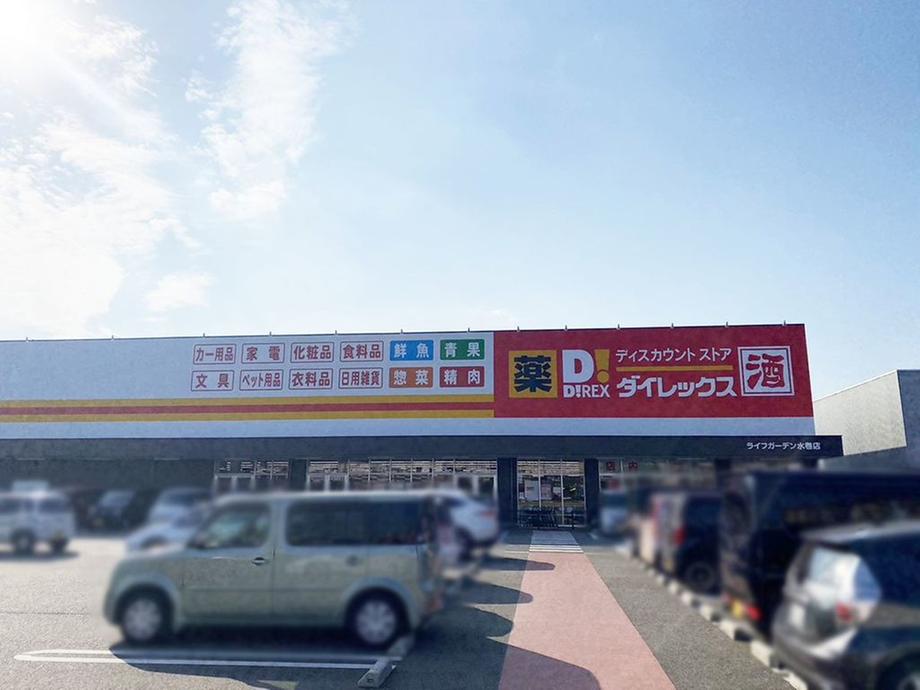 カー用品 家電 化粧品 食料品 鮮魚 青果
文具 ペット用品 衣料品 日用雑貨 惣菜 精肉
薬
D!
D!REX
ディスカウント ストア
ダイレックス
酒
ライフガーデン水巻店
店内